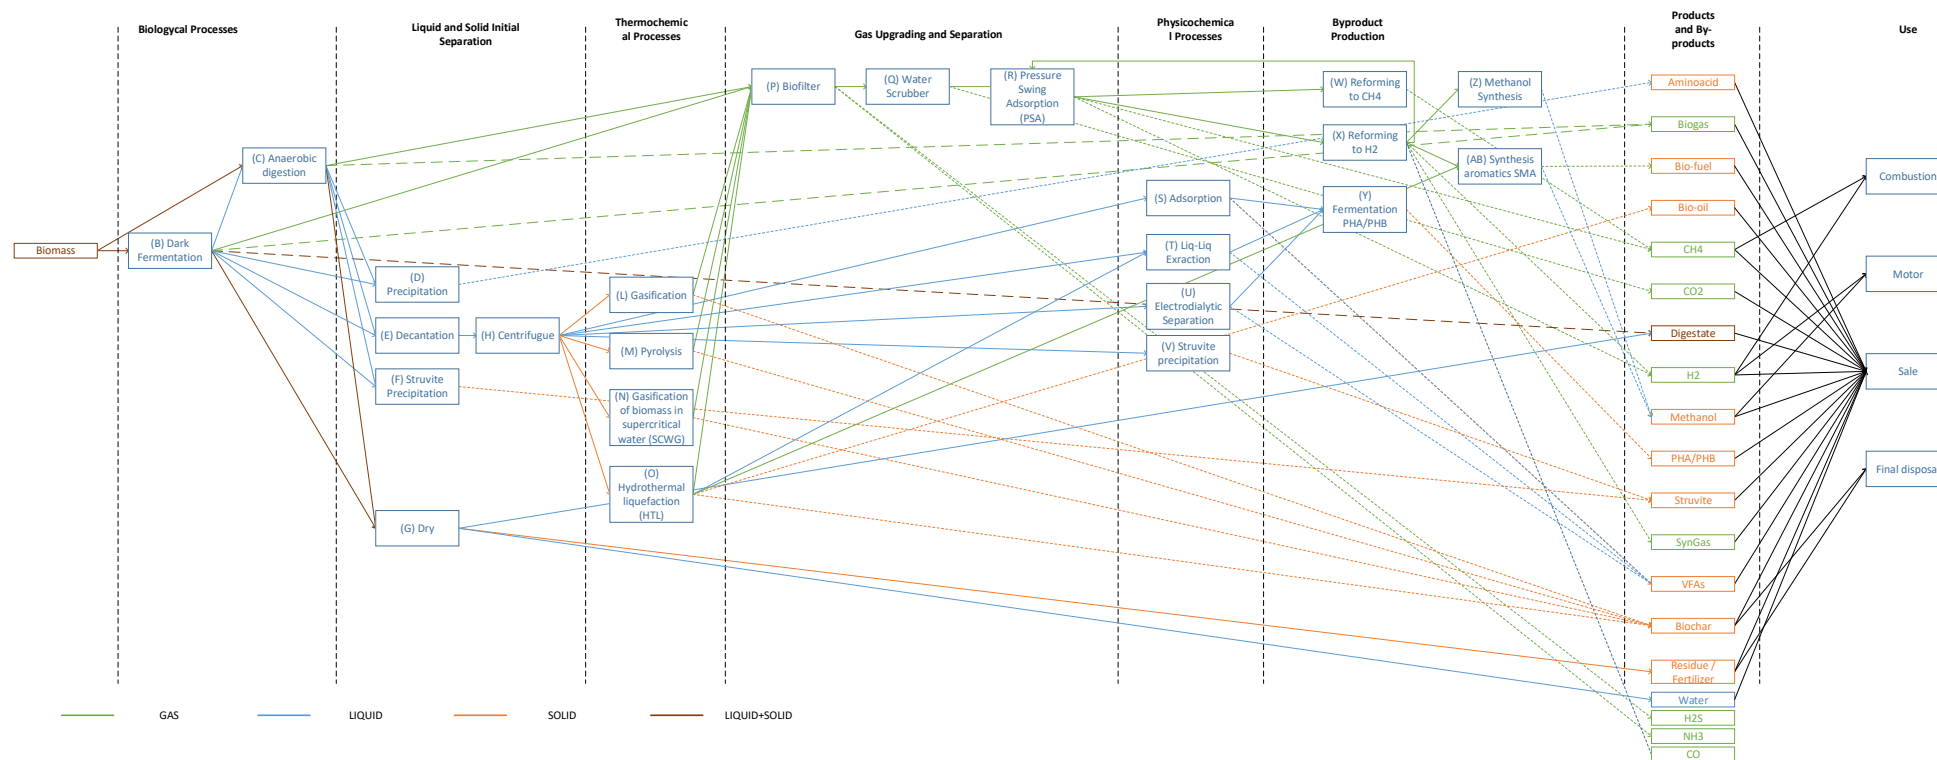 Biologycal Processes
Liquid and Solid Initial
Separation
Thermochemic
al Processes
Gas Upgrading and Separation
Physicochemica
l Processes
Byproduct
Production
Products
and By-
products
Use
Biomass
(B) Dark
Fermentation
(C) Anaerobic
digestion
(D)
Precipitation
(E) Decantation
(F) Struvite
Precipitation
(G) Dry
(H) Centrifugue
(L) Gasification
(M) Pyrolysis
(N) Gasification
of biomass in
supercritical
water (SCWG)
(O)
Hydrothermal
liquefaction
(HTL)
(P) Biofilter
(Q) Water
Scrubber
(R) Pressure
Swing
Adsorption
(PSA)
(S) Adsorption
(T) Liq-Liq
Exraction
(U)
Electrodialytic
Separation
(V) Struvite
precipitation
(W) Reforming
to CH4
(X) Reforming
to H2
(Y)
Fermentation
PHA/PHB
(Z) Methanol
Synthesis
(AB) Synthesis
aromatics SMA
Aminoacid
Biogas
Bio-fuel
Bio-oil
CH4
CO2
Digestate
H2
Methanol
PHA/PHB
Struvite
SynGas
VFAs
Biochar
Residue /
Fertilizer
Water
H2S
NH3
CO
Combustion
Motor
Sale
Final disposa
GAS
LIQUID
SOLID
LIQUID+SOLID